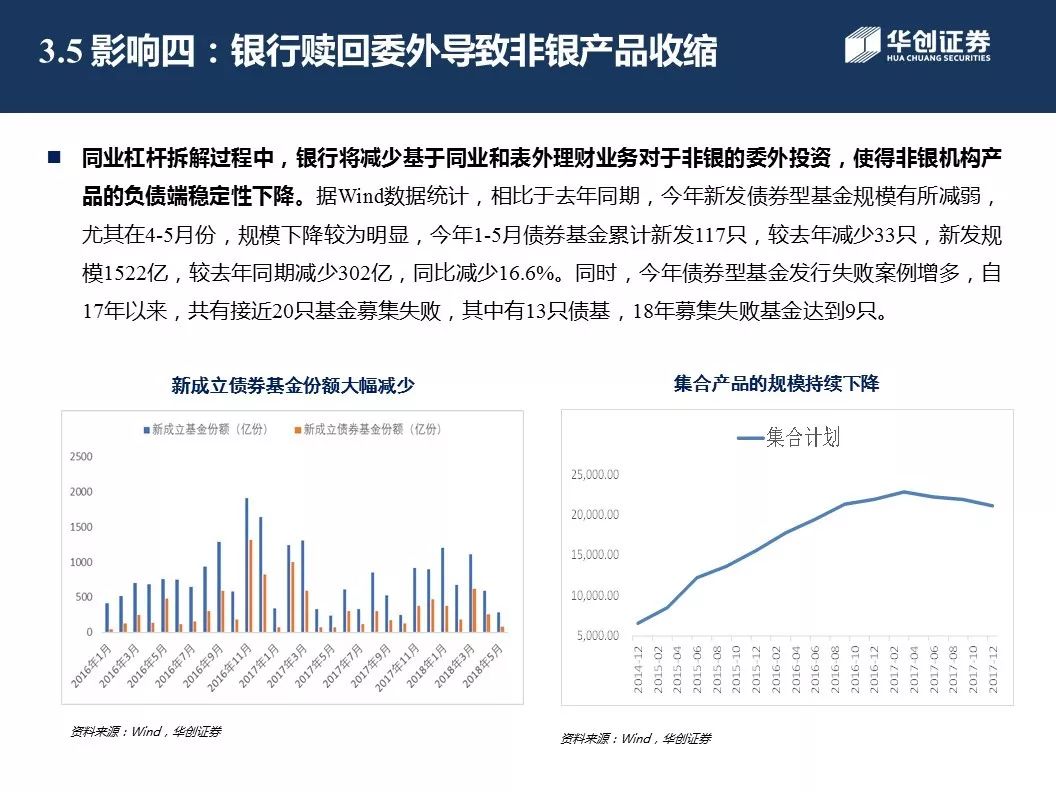 3.5 影响四：银行赎回委外导致非银产品收缩
华创证券
HUA CHUANG SECURITIES
■ 同业杠杆拆解过程中，银行将减少基于同业和表外理财业务对于非银的委外投资，使得非银机构产
品的负债端稳定性下降。据Wind数据统计，相比于去年同期，今年新发债券型基金规模有所减弱，
尤其在4-5月份，规模下降较为明显，今年1-5月债券基金累计新发117只，较去年减少33只，新发规
模1522亿，较去年同期减少302亿，同比减少16.6%。同时，今年债券型基金发行失败案例增多，自
17年以来，共有接近20只基金募集失败，其中有13只债基，18年募集失败基金达到9只。
新成立债券基金份额大幅减少
新成立基金份额（亿份） 新成立债券基金份额（亿份）
2500
2000
1500
1000
500
0
2016年1月 2016年3月 2016年5月 2016年7月 2016年9月 2016年11月 2017年1月 2017年3月 2017年5月 2017年7月 2017年9月 2017年11月 2018年1月 2018年3月 2018年5月
资料来源：Wind，华创证券
集合产品的规模持续下降
集合计划
25,000.00
20,000.00
15,000.00
10,000.00
5,000.00
2014-12 2015-02 2015-04 2015-06 2015-08 2015-10 2015-12 2016-02 2016-04 2016-06 2016-08 2016-10 2016-12 2017-02 2017-04 2017-06 2017-08 2017-10 2017-12
资料来源：Wind，华创证券